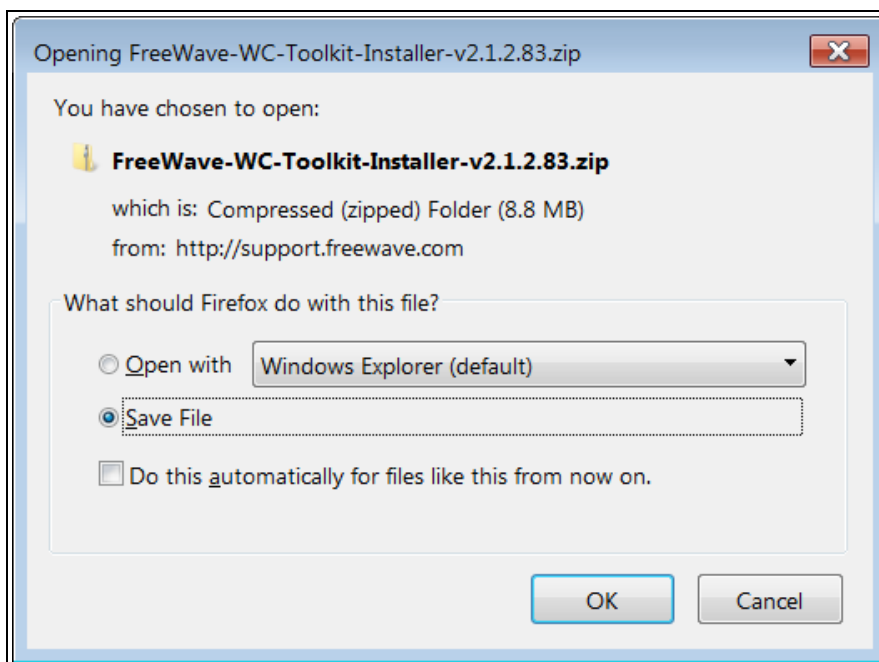 Opening FreeWave-WC-Toolkit-Installer-v2.1.2.83.zip
You have chosen to open:
FreeWave-WC-Toolkit-Installer-v2.1.2.83.zip
which is: Compressed (zipped) Folder (8.8 MB)
from: http://support.freewave.com
What should Firefox do with this file?
Open with Windows Explorer (default)
Save File
Do this automatically for files like this from now on.
OK Cancel